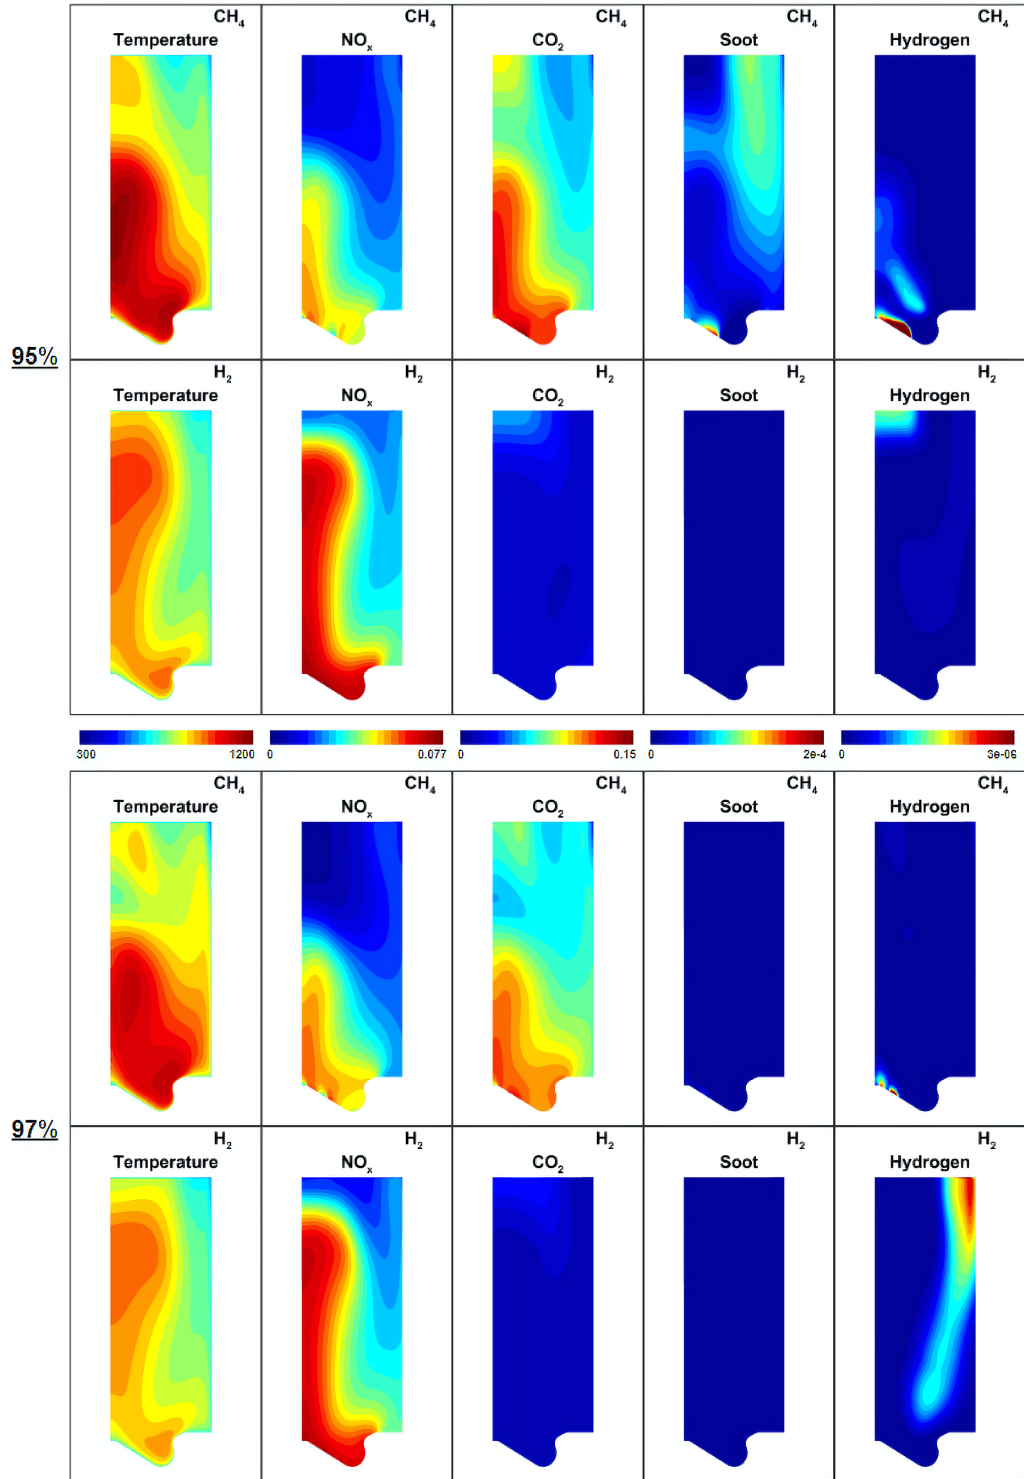 CH₄ CH₄ CH₄ CH₄ CH₄
Temperature NOₓ CO₂ Soot Hydrogen
95%
H₂ H₂ H₂ H₂ H₂
Temperature NOₓ CO₂ Soot Hydrogen
300 1200 0 0.077 0 0.15 0 2e-4 0 3e-06
CH₄ CH₄ CH₄ CH₄ CH₄
Temperature NOₓ CO₂ Soot Hydrogen
97%
H₂ H₂ H₂ H₂ H₂
Temperature NOₓ CO₂ Soot Hydrogen